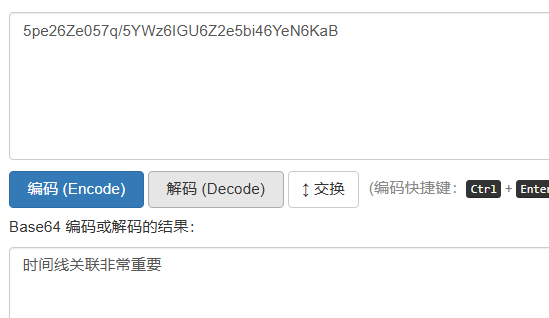 5pe26Ze057q/5YWz6IGU6Z2e5bi46YeN6KaB
编码 (Encode) 解码 (Decode) ↕交换 (编码快捷键： Ctrl + Enter
Base64 编码或解码的结果：
时间线关联非常重要